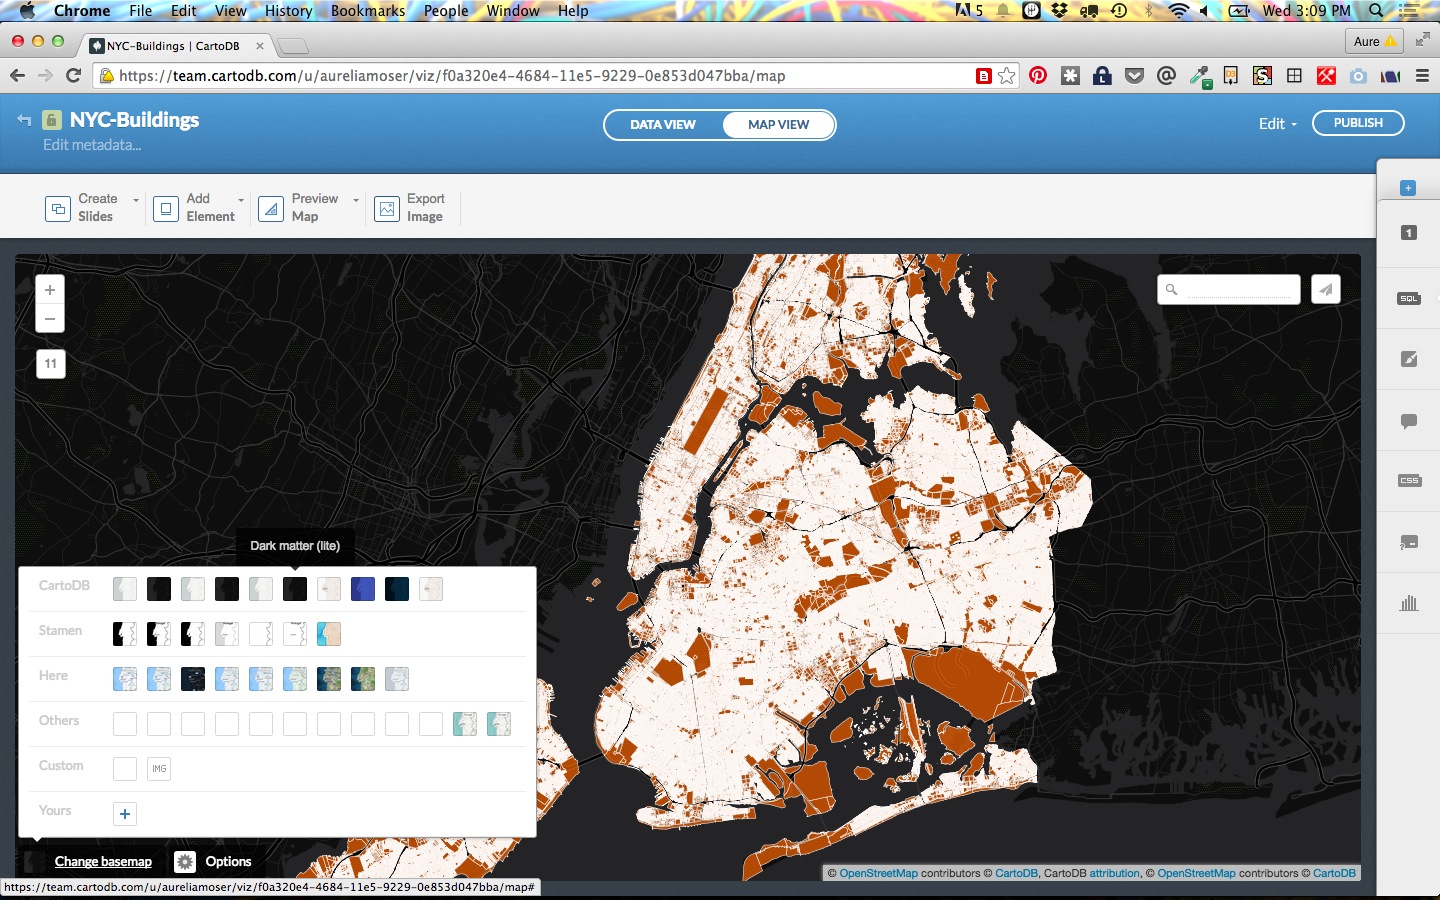 Chrome File Edit View History Bookmarks People Window Help 5 Wed 3:09 PM
NYC-Buildings | CartoDB
Aure
https://team.cartodb.com/u/aureliamoser/viz/f0a320e4-4684-11e5-9229-0e853d047bba/map
NYC-Buildings
Edit metadata...
DATA VIEW MAP VIEW
Edit
PUBLISH
Create Slides
Add Element
Preview Map
Export Image
+
−
11
+
1
SQL
CSS
Dark matter (lite)
CartoDB
Stamen
Here
Others
Custom
IMG
Yours
+
Change basemap
Options
© OpenStreetMap contributors © CartoDB, CartoDB attribution, © OpenStreetMap contributors © CartoDB
https://team.cartodb.com/u/aureliamoser/viz/f0a320e4-4684-11e5-9229-0e853d047bba/map#